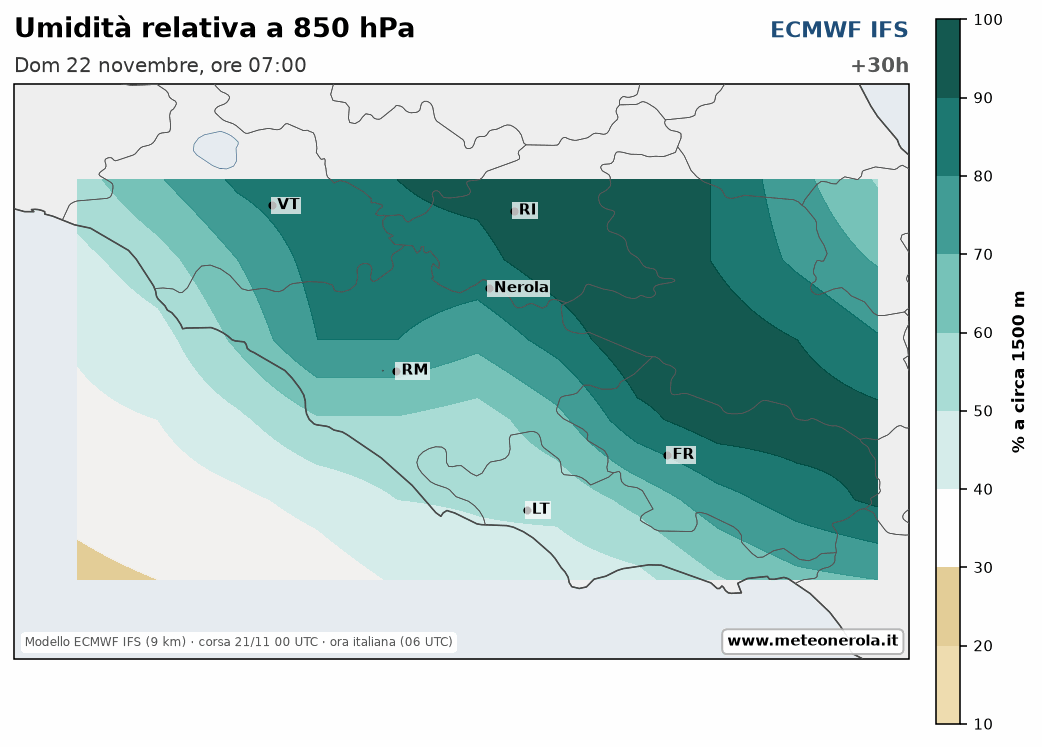 Umidità relativa a 850 hPa
ECMWF IFS
Dom 22 novembre, ore 07:00
+30h
VT
RI
Nerola
RM
FR
LT
Modello ECMWF IFS (9 km) · corsa 21/11 00 UTC · ora italiana (06 UTC)
www.meteonerola.it
100
90
80
70
60
50
40
30
20
10
% a circa 1500 m